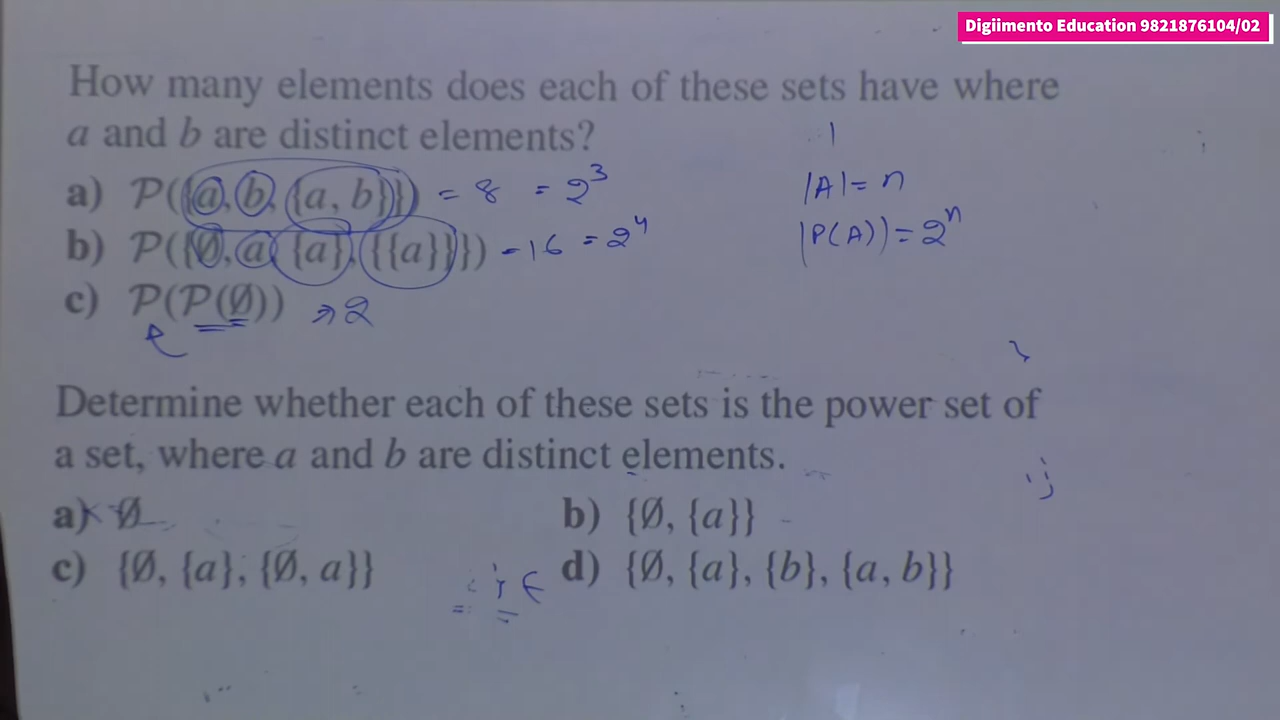 Digiimento Education 9821876104/02
How many elements does each of these sets have where
a and b are distinct elements?
|A| = n
a) P({a, b, {a, b}}) = 8 = 2³
|P(A)| = 2ⁿ
b) P({∅, a, {a}, {{a}}}) - 16 = 2⁴
c) P(P(∅)) → 2
Determine whether each of these sets is the power set of
a set, where a and b are distinct elements.
a) ∅ b) {∅, {a}}
c) {∅, {a}, {∅, a}} d) {∅, {a}, {b}, {a, b}}